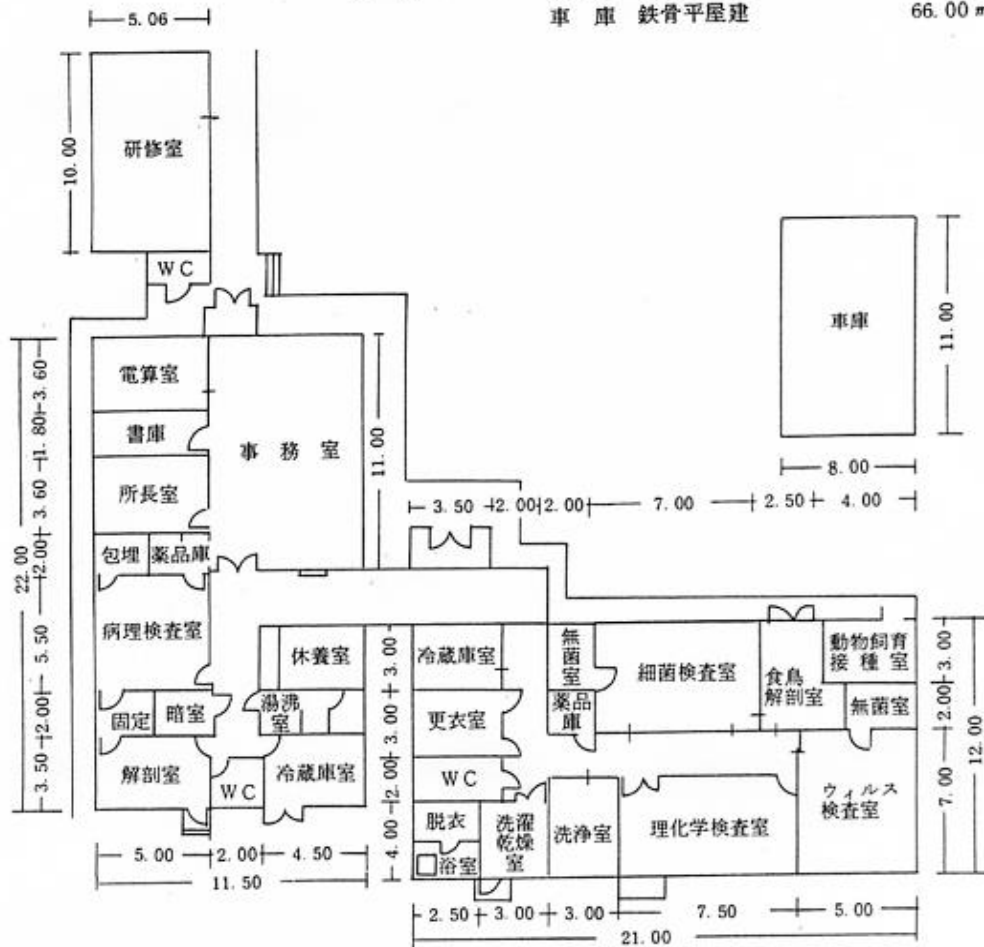 車 庫 鉄骨平屋建 66.00 m
5.06
10.00
研修室
WC
車庫
11.00
8.00
電算室
書庫
所長室
事 務 室
11.00
包埋
薬品庫
病理検査室
固定
暗室
解剖室
WC
休養室
湯沸
室
冷蔵庫室
3.60
1.80
3.60
2.00
5.50
2.00
3.50
22.00
5.00
2.00
4.50
11.50
3.50
2.00
2.00
7.00
2.50
4.00
冷蔵庫室
更衣室
WC
脱衣
浴室
洗濯
乾燥
室
洗浄室
無
菌
室
薬品
庫
細菌検査室
食鳥
解剖室
動物飼育
接種室
無菌室
理化学検査室
ウィルス
検査室
3.00
3.00
2.00
4.00
3.00
2.00
7.00
12.00
2.50
3.00
3.00
7.50
5.00
21.00